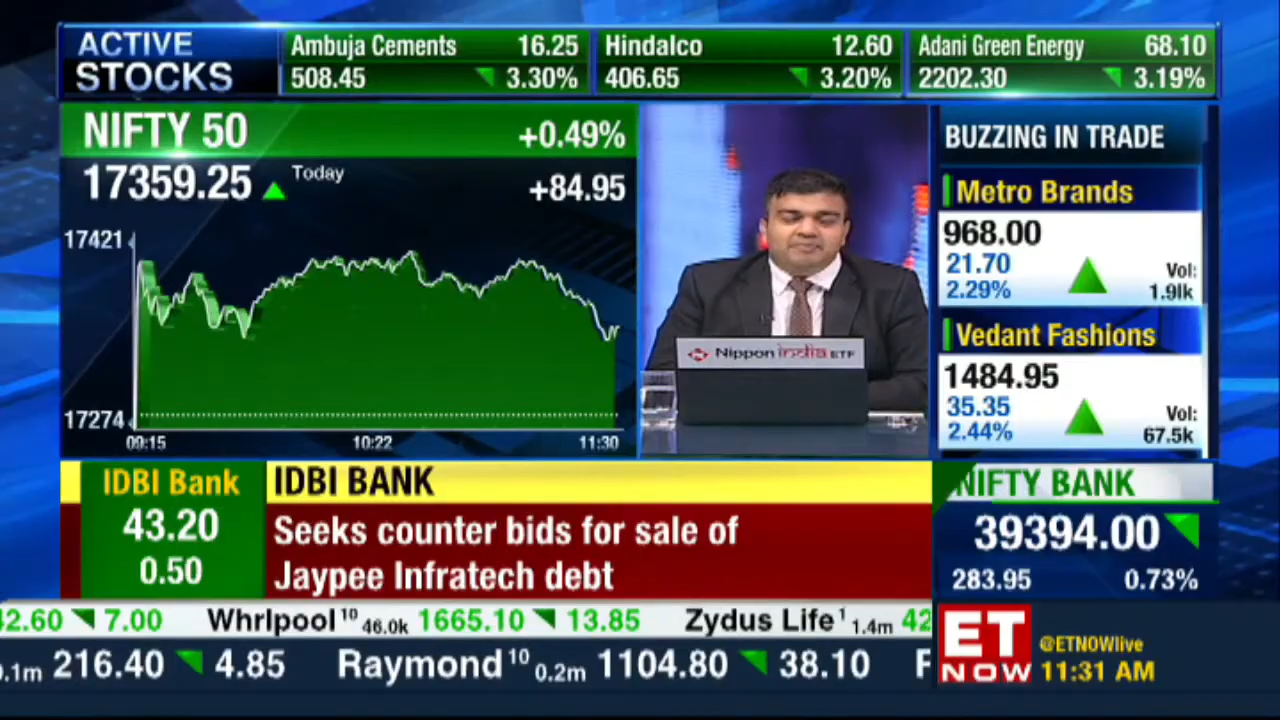 ACTIVE
STOCKS
Ambuja Cements 16.25
508.45 3.30%
Hindalco 12.60
406.65 3.20%
Adani Green Energy 68.10
2202.30 3.19%
NIFTY 50 +0.49%
17359.25 Today +84.95
17421
17274
09:15 10:22 11:30
Nippon india ETF
BUZZING IN TRADE
Metro Brands
968.00
21.70
2.29%
Vol:
1.91k
Vedant Fashions
1484.95
35.35
2.44%
Vol:
67.5k
IDBI Bank
43.20
0.50
IDBI BANK
Seeks counter bids for sale of
Jaypee Infratech debt
NIFTY BANK
39394.00
283.95 0.73%
2.60 7.00 Whrlpool 10 46.0k 1665.10 13.85 Zydus Life 1 1.4m 42
.1m 216.40 4.85 Raymond 10 0.2m 1104.80 38.10
ET
NOW
@ETNOWlive
11:31 AM